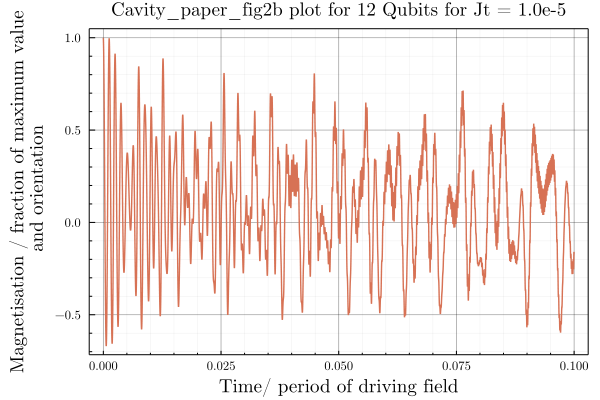 Cavity_paper_fig2b plot for 12 Qubits for Jt = 1.0e-5
Magnetisation / fraction of maximum value
and orientation
1.0
0.5
0.0
−0.5
0.000
0.025
0.050
0.075
0.100
Time/ period of driving field